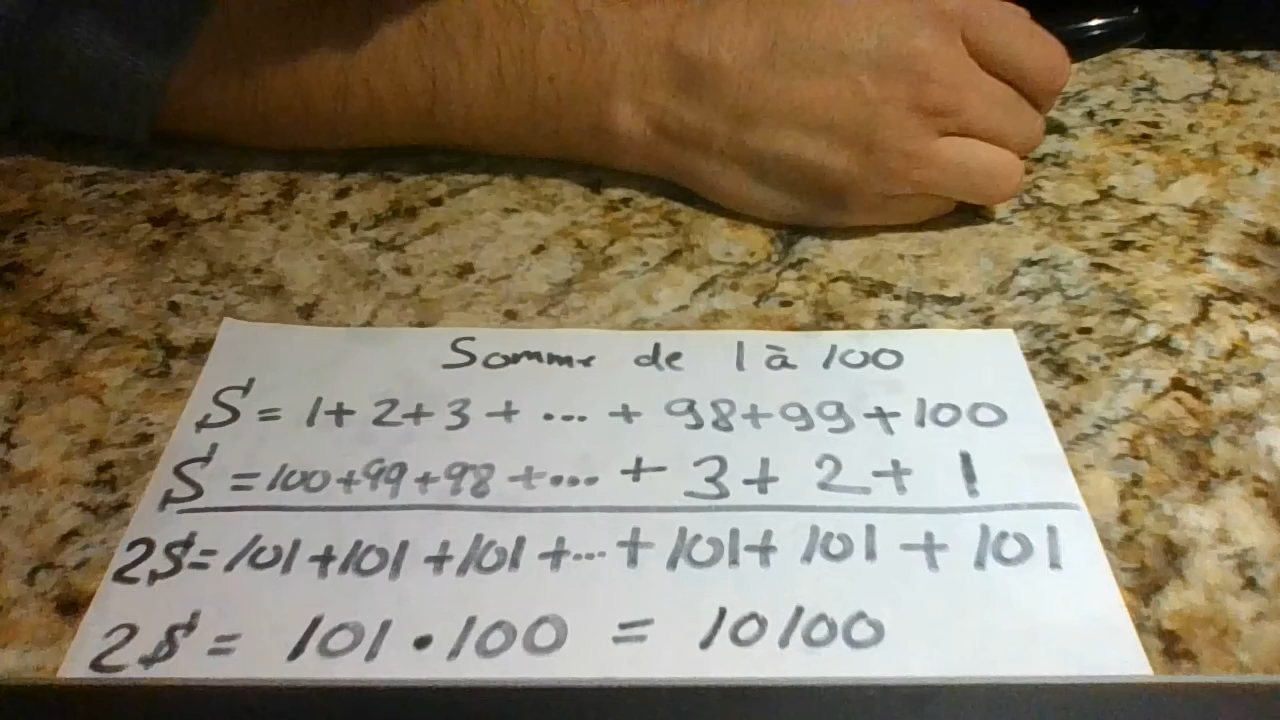 Somme de 1 à 100
S = 1+2+3+...+98+99+100
S = 100+99+98+...+3+2+1
2S = 101+101+101+...+101+101+101
2S = 101•100 = 10100